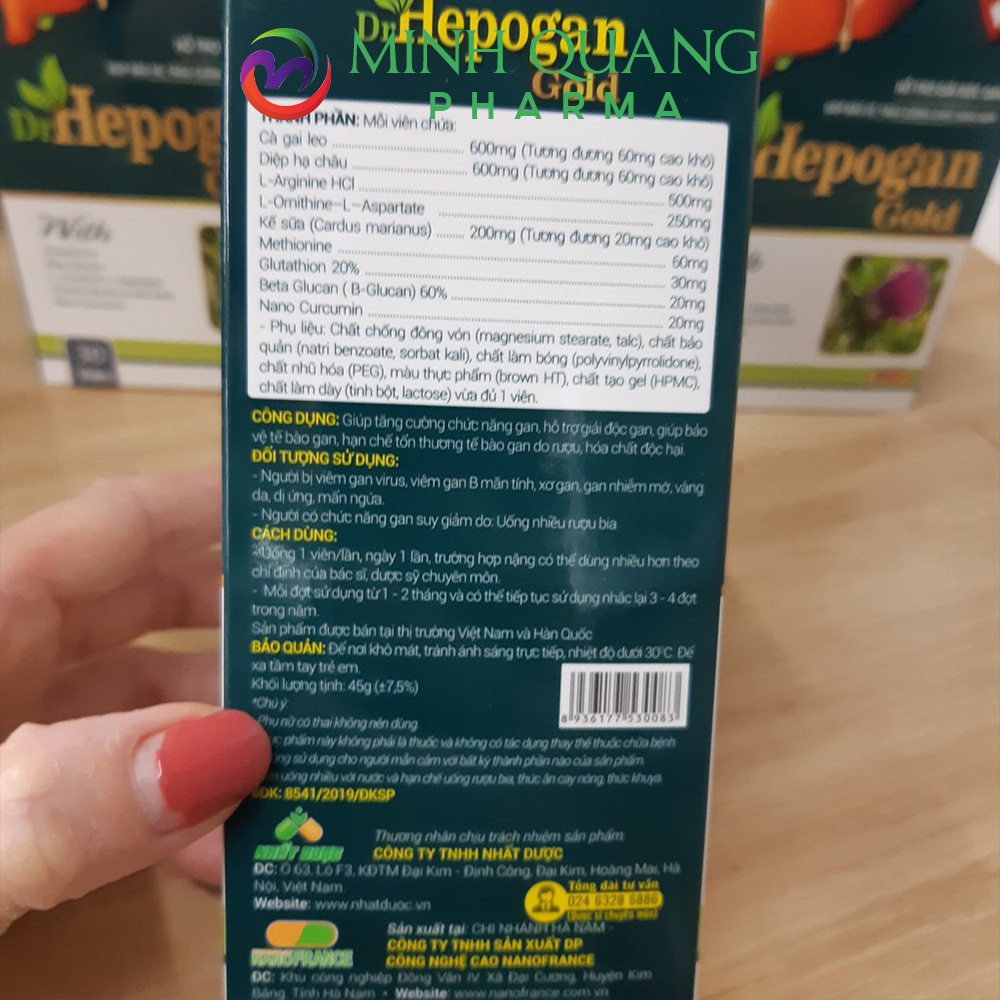 Dr. Hepogan
Gold
MINH QUANG
PHARMA
Dr. Hepogan
With
Hepogan
Gold
PHẦN: Mỗi viên chứa:
Cà gai leo ........ 600mg (Tương đương 60mg cao khô)
Diệp hạ châu ........ 600mg (Tương đương 60mg cao khô)
L-Arginine HCl ........ 500mg
L-Ornithine-L-Aspartate ........ 250mg
Kế sữa (Cardus marianus) ........ 200mg (Tương đương 20mg cao khô)
Methionine ........ 60mg
Glutathion 20% ........ 30mg
Beta Glucan ( B-Glucan) 60% ........ 20mg
Nano Curcumin ........ 20mg
- Phụ liệu: Chất chống đông vón (magnesium stearate, talc), chất bảo
quản (natri benzoate, sorbat kali), chất làm bóng (polyvinylpyrrolidone),
chất nhũ hóa (PEG), màu thực phẩm (brown HT), chất tạo gel (HPMC),
chất làm dày (tinh bột, lactose) vừa đủ 1 viên.
CÔNG DỤNG: Giúp tăng cường chức năng gan, hỗ trợ giải độc gan, giúp bảo
vệ tế bào gan, hạn chế tổn thương tế bào gan do rượu, hóa chất độc hại.
ĐỐI TƯỢNG SỬ DỤNG:
- Người bị viêm gan virus, viêm gan B mãn tính, xơ gan, gan nhiễm mỡ, vàng
da, dị ứng, mẩn ngứa.
- Người có chức năng gan suy giảm do: Uống nhiều rượu bia
CÁCH DÙNG:
- Uống 1 viên/lần, ngày 1 lần, trường hợp nặng có thể dùng nhiều hơn theo
chỉ định của bác sĩ, dược sỹ chuyên môn.
- Mỗi đợt sử dụng từ 1 - 2 tháng và có thể tiếp tục sử dụng nhắc lại 3 - 4 đợt
trong năm.
Sản phẩm được bán tại thị trường Việt Nam và Hàn Quốc
BẢO QUẢN: Để nơi khô mát, tránh ánh sáng trực tiếp, nhiệt độ dưới 30°C. Để
xa tầm tay trẻ em.
Khối lượng tịnh: 45g (±7,5%)
*Chú ý:
- Phụ nữ có thai không nên dùng.
phẩm này không phải là thuốc và không có tác dụng thay thế thuốc chữa bệnh.
sử dụng cho người mẫn cảm với bất kỳ thành phần nào của sản phẩm.
uống nhiều với nước và hạn chế uống rượu bia, thức ăn cay nóng, thức khuya.
SĐK: 8541/2019/ĐKSP
8 936177 530083
NHẤT DƯỢC
Thương nhân chịu trách nhiệm sản phẩm:
CÔNG TY TNHH NHẤT DƯỢC
ĐC: Ô 63, Lô F3, KĐTM Đại Kim - Định Công, Đại Kim, Hoàng Mai, Hà
Nội, Việt Nam
Website: www.nhatduoc.vn
Tổng đài tư vấn
024 6328 6886
(Dược sĩ chuyên môn)
NANOFRANCE
Sản xuất tại: CHI NHÁNH HÀ NAM -
CÔNG TY TNHH SẢN XUẤT DP
CÔNG NGHỆ CAO NANOFRANCE
ĐC: Khu công nghiệp Đồng Văn IV, Xã Đại Cương, Huyện Kim
Bảng, Tỉnh Hà Nam • Website: www.nanofrance.com.vn